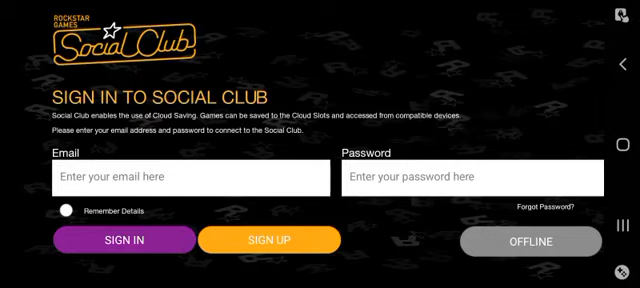 ROCKSTAR
GAMES
Social Club
SIGN IN TO SOCIAL CLUB
Social Club enables the use of Cloud Saving. Games can be saved to the Cloud Slots and accessed from compatible devices.
Please enter your email address and password to connect to the Social Club.
Email
Password
Enter your email here
Enter your password here
Remember Details
Forgot Password?
SIGN IN
SIGN UP
OFFLINE